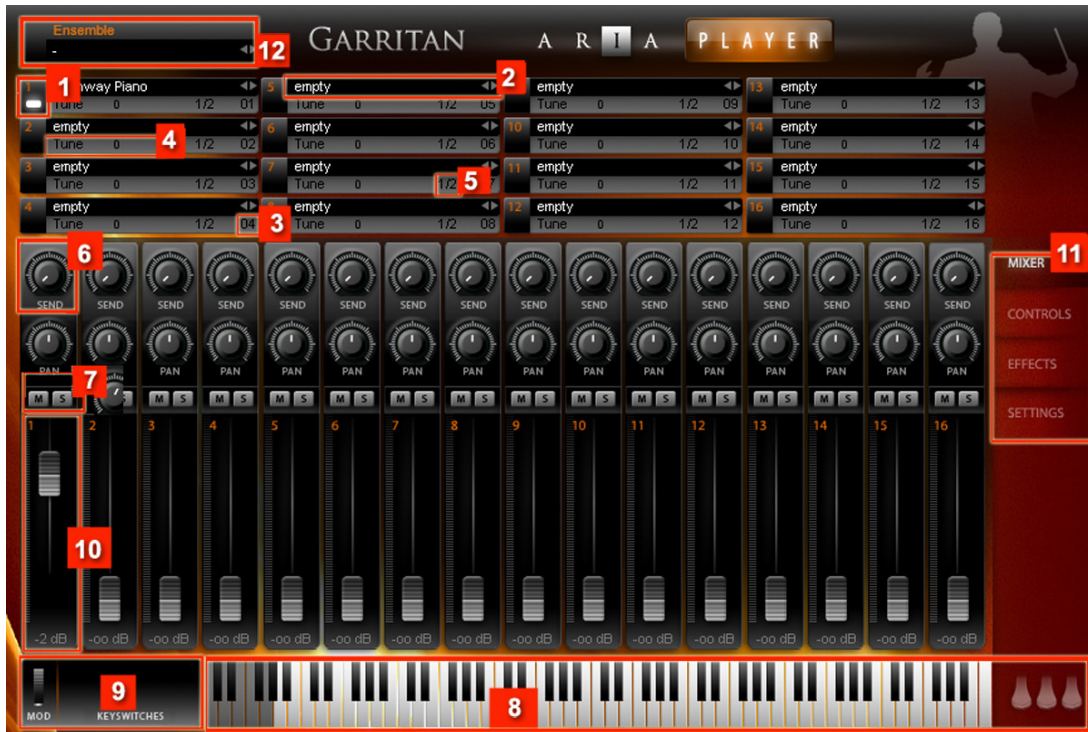 Ensemble
-
12
GARRITAN
A R I A
PLAYER
1
way Piano
Tune 0 1/2 01
5 empty
2
Tune 0 1/2 05
empty
Tune 0 1/2 09
13 empty
Tune 0 1/2 13
2 empty
Tune 0 1/2 02
4
6 empty
Tune 0 1/2 06
10 empty
Tune 0 1/2 10
14 empty
Tune 0 1/2 14
3 empty
Tune 0 1/2 03
7 empty
Tune 0 1/2 7
5
11 empty
Tune 0 1/2 11
15 empty
Tune 0 1/2 15
4 empty
Tune 0 1/2 04
3
8 empty
Tune 0 1/2 08
12 empty
Tune 0 1/2 12
16 empty
Tune 0 1/2 16
6
11
MIXER
CONTROLS
EFFECTS
SETTINGS
SEND SEND SEND SEND SEND SEND SEND SEND SEND SEND SEND SEND SEND SEND SEND SEND
PAN PAN PAN PAN PAN PAN PAN PAN PAN PAN PAN PAN PAN PAN PAN PAN
7
M S S M S M S M S M S M S M S M S M S M S M S M S M S M S M S
1 2 3 4 5 6 7 8 9 10 11 12 13 14 15 16
10
-2 dB -oo dB -oo dB -oo dB -oo dB -oo dB -oo dB -oo dB -oo dB -oo dB -oo dB -oo dB -oo dB -oo dB -oo dB -oo dB
9
MOD KEYSWITCHES
8